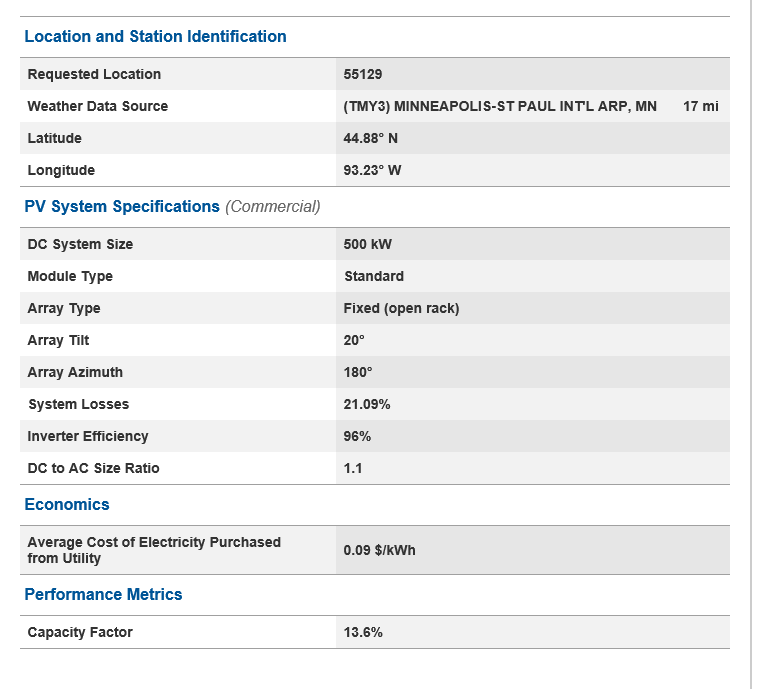 Location and Station Identification
Requested Location 55129
Weather Data Source (TMY3) MINNEAPOLIS-ST PAUL INT'L ARP, MN 17 mi
Latitude 44.88° N
Longitude 93.23° W
PV System Specifications (Commercial)
DC System Size 500 kW
Module Type Standard
Array Type Fixed (open rack)
Array Tilt 20°
Array Azimuth 180°
System Losses 21.09%
Inverter Efficiency 96%
DC to AC Size Ratio 1.1
Economics
Average Cost of Electricity Purchased
from Utility 0.09 $/kWh
Performance Metrics
Capacity Factor 13.6%